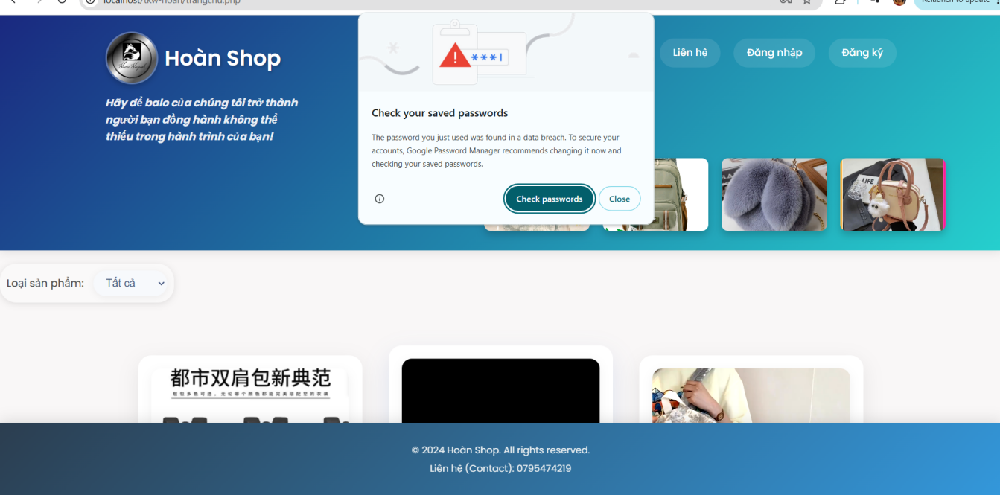 localhost/tkw-hoan/trangchu.php
Relaunch to update
Hoàn Shop
Liên hệ
Đăng nhập
Đăng ký
Hãy để balo của chúng tôi trở thành
người bạn đồng hành không thể
thiếu trong hành trình của bạn!
***
Check your saved passwords
The password you just used was found in a data breach. To secure your
accounts, Google Password Manager recommends changing it now and
checking your saved passwords.
Check passwords
Close
LIFE
Loại sản phẩm:
Tất cả
都市双肩包新典范
© 2024 Hoàn Shop. All rights reserved.
Liên hệ (Contact): 0795474219